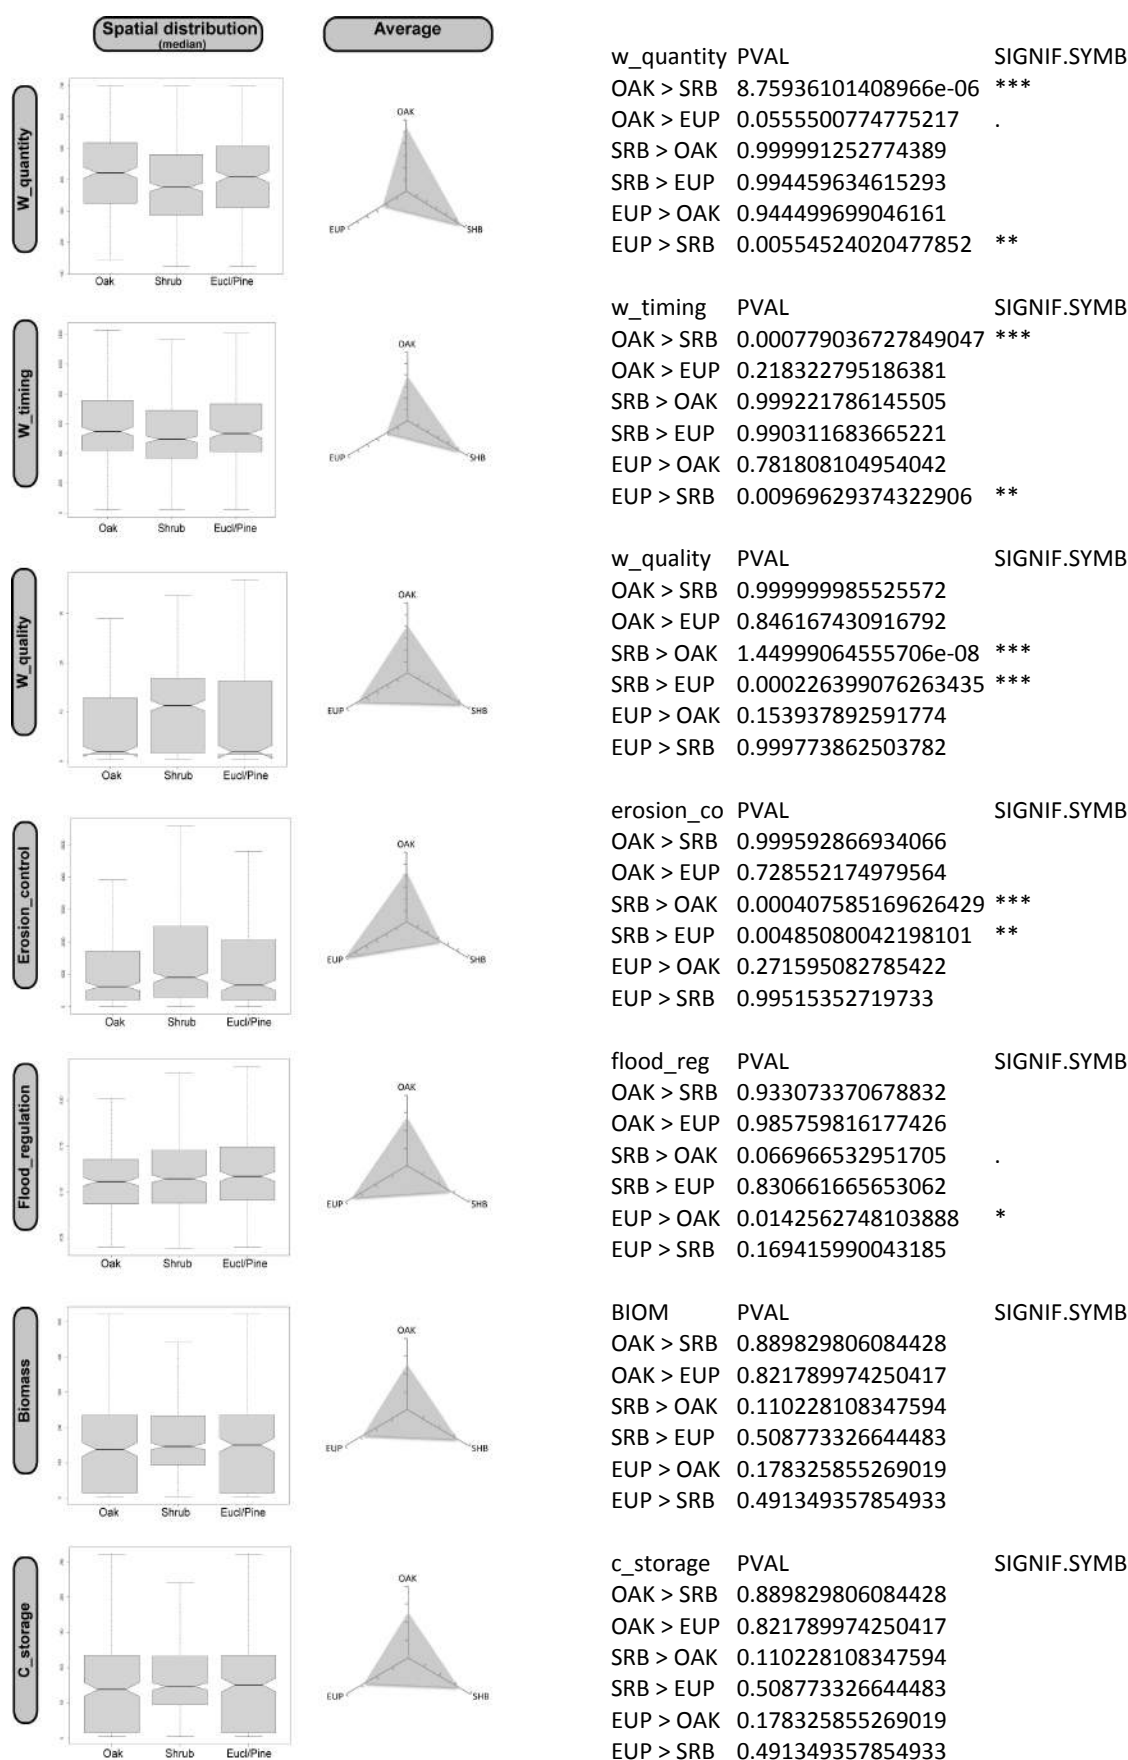 Spatial distribution
(median)
Average
W_quantity
Oak Shrub Eucl/Pine
OAK
EUP
SHB
w_quantity PVAL SIGNIF.SYMB
OAK > SRB 8.75936101408966e-06 ***
OAK > EUP 0.0555500774775217 .
SRB > OAK 0.999991252774389
SRB > EUP 0.994459634615293
EUP > OAK 0.944499699046161
EUP > SRB 0.00554524020477852 **
W_timing
Oak Shrub Eucl/Pine
OAK
EUP
SHB
w_timing PVAL SIGNIF.SYMB
OAK > SRB 0.000779036727849047 ***
OAK > EUP 0.218322795186381
SRB > OAK 0.999221786145505
SRB > EUP 0.990311683665221
EUP > OAK 0.781808104954042
EUP > SRB 0.00969629374322906 **
W_quality
Oak Shrub Eucl/Pine
OAK
EUP
SHB
w_quality PVAL SIGNIF.SYMB
OAK > SRB 0.999999985525572
OAK > EUP 0.846167430916792
SRB > OAK 1.44999064555706e-08 ***
SRB > EUP 0.000226399076263435 ***
EUP > OAK 0.153937892591774
EUP > SRB 0.999773862503782
Erosion_control
Oak Shrub Eucl/Pine
OAK
EUP
SHB
erosion_co PVAL SIGNIF.SYMB
OAK > SRB 0.999592866934066
OAK > EUP 0.728552174979564
SRB > OAK 0.000407585169626429 ***
SRB > EUP 0.00485080042198101 **
EUP > OAK 0.271595082785422
EUP > SRB 0.99515352719733
Flood_regulation
Oak Shrub Eucl/Pine
OAK
EUP
SHB
flood_reg PVAL SIGNIF.SYMB
OAK > SRB 0.933073370678832
OAK > EUP 0.985759816177426
SRB > OAK 0.066966532951705 .
SRB > EUP 0.830661665653062
EUP > OAK 0.0142562748103888 *
EUP > SRB 0.169415990043185
Biomass
Oak Shrub Eucl/Pine
OAK
EUP
SHB
BIOM PVAL SIGNIF.SYMB
OAK > SRB 0.889829806084428
OAK > EUP 0.821789974250417
SRB > OAK 0.110228108347594
SRB > EUP 0.508773326644483
EUP > OAK 0.178325855269019
EUP > SRB 0.491349357854933
C_storage
Oak Shrub Eucl/Pine
OAK
EUP
SHB
c_storage PVAL SIGNIF.SYMB
OAK > SRB 0.889829806084428
OAK > EUP 0.821789974250417
SRB > OAK 0.110228108347594
SRB > EUP 0.508773326644483
EUP > OAK 0.178325855269019
EUP > SRB 0.491349357854933